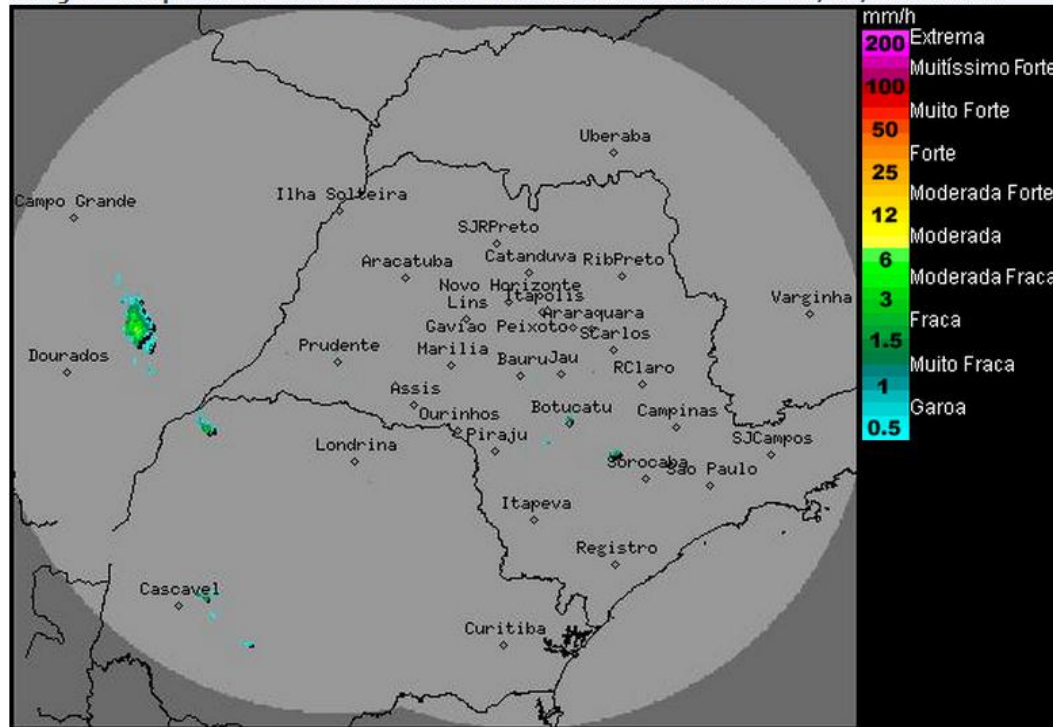 mm/h
200 Extrema
Muitíssimo Forte
100
Muito Forte
50
Forte
25
Moderada Forte
12
Moderada
6
Moderada Fraca
3
Fraca
1.5
Muito Fraca
1
Garoa
0.5
Uberaba
Campo Grande
Ilha Solteira
SJRPreto
Catanduva
RibPreto
Aracatuba
Novo Horizonte
Itapolis
Lins
Varginha
Araraquara
Gaviao Peixoto
SCarlos
Dourados
Prudente
Marilia
Bauru
Jau
RClaro
Assis
Ourinhos
Botucatu
Campinas
Piraju
SJCampos
Londrina
Sorocaba
Sao Paulo
Itapeva
Registro
Cascavel
Curitiba